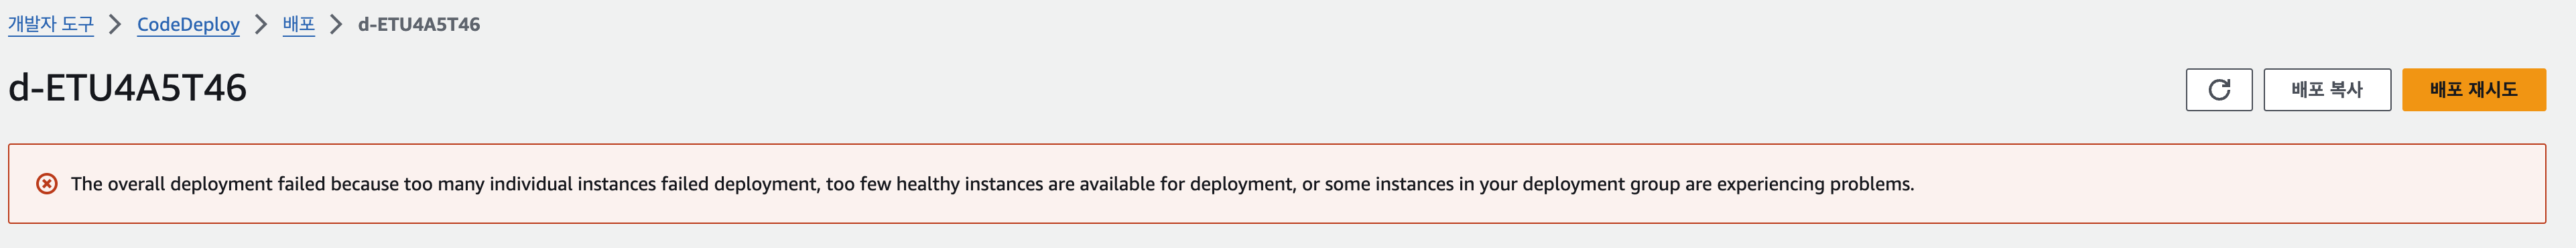 개발자 도구 > CodeDeploy > 배포 > d-ETU4A5T46
d-ETU4A5T46
배포 복사
배포 재시도
The overall deployment failed because too many individual instances failed deployment, too few healthy instances are available for deployment, or some instances in your deployment group are experiencing problems.